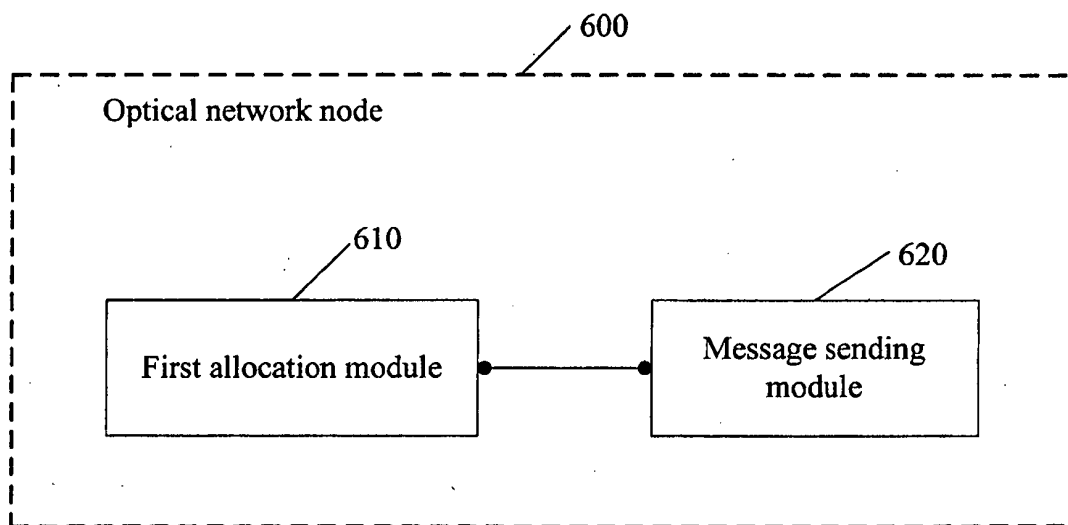 600
Optical network node
610
620
First allocation module
Message sending
module